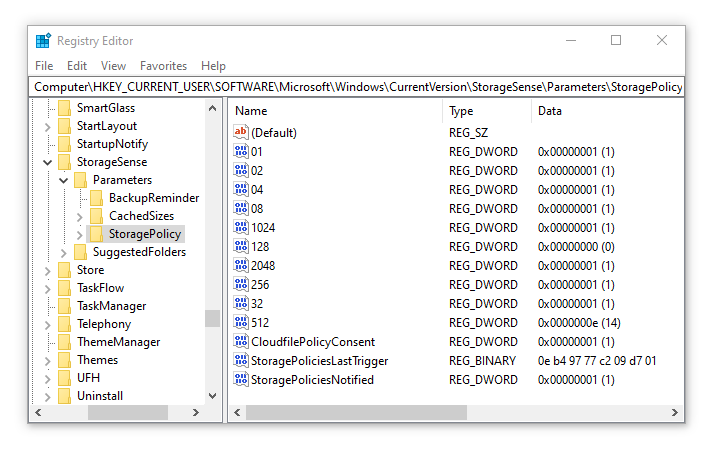 Registry Editor
File Edit View Favorites Help
Computer\HKEY_CURRENT_USER\SOFTWARE\Microsoft\Windows\CurrentVersion\StorageSense\Parameters\StoragePolicy
SmartGlass
StartLayout
StartupNotify
StorageSense
Parameters
BackupReminder
CachedSizes
StoragePolicy
SuggestedFolders
Store
TaskFlow
TaskManager
Telephony
ThemeManager
Themes
UFH
Uninstall
Name Type Data
ab (Default) REG_SZ
01 REG_DWORD 0x00000001 (1)
02 REG_DWORD 0x00000001 (1)
04 REG_DWORD 0x00000001 (1)
08 REG_DWORD 0x00000001 (1)
1024 REG_DWORD 0x00000001 (1)
128 REG_DWORD 0x00000000 (0)
2048 REG_DWORD 0x00000001 (1)
256 REG_DWORD 0x00000001 (1)
32 REG_DWORD 0x00000001 (1)
512 REG_DWORD 0x0000000e (14)
CloudfilePolicyConsent REG_DWORD 0x00000001 (1)
StoragePoliciesLastTrigger REG_BINARY 0e b4 97 77 c2 09 d7 01
StoragePoliciesNotified REG_DWORD 0x00000001 (1)